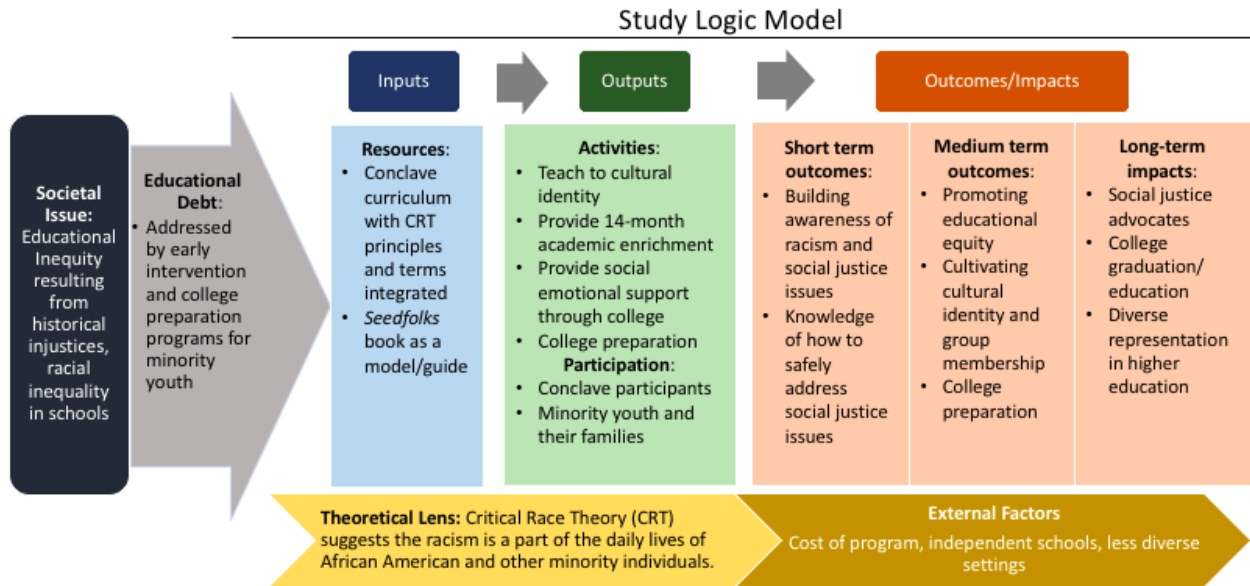 Study Logic Model
Inputs
Outputs
Outcomes/Impacts
Societal
Issue:
Educational
Inequity
resulting
from
historical
injustices,
racial
inequality
in schools
Educational
Debt:
• Addressed
by early
intervention
and college
preparation
programs for
minority
youth
Resources:
• Conclave
curriculum
with CRT
principles
and terms
integrated
• Seedfolks
book as a
model/guide
Activities:
• Teach to cultural
identity
• Provide 14-month
academic enrichment
• Provide social
emotional support
through college
• College preparation
Participation:
• Conclave participants
• Minority youth and
their families
Short term
outcomes:
• Building
awareness of
racism and
social justice
issues
• Knowledge of
how to
safely
address
social justice
issues
Medium term
outcomes:
• Promoting
educational
equity
• Cultivating
cultural
identity and
group
membership
• College
preparation
Long-term
impacts:
• Social justice
advocates
• College
graduation/
education
• Diverse
representation
in higher
education
Theoretical Lens: Critical Race Theory (CRT)
suggests the racism is a part of the daily lives of
African American and other minority individuals.
External Factors
Cost of program, independent schools, less diverse
settings